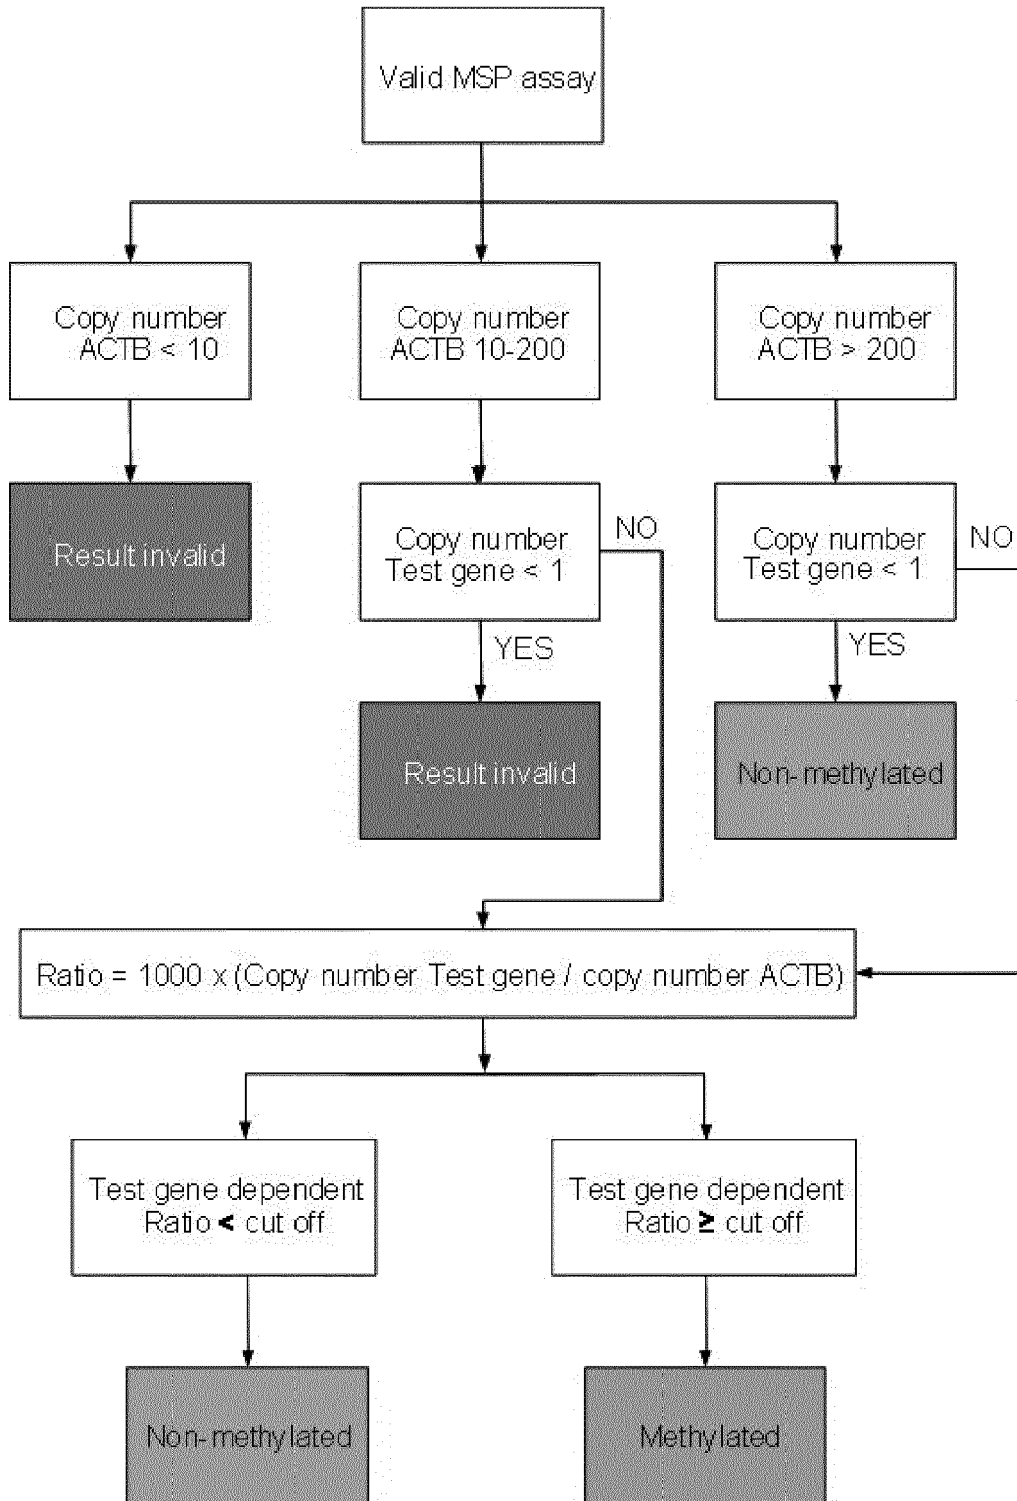 Valid MSP assay
Copy number
ACTB < 10
Copy number
ACTB 10-200
Copy number
ACTB > 200
Result invalid
Copy number
Test gene < 1
NO
Copy number
Test gene < 1
NO
YES
YES
Result invalid
Non-methylated
Ratio = 1000 x (Copy number Test gene / copy number ACTB)
Test gene dependent
Ratio < cut off
Test gene dependent
Ratio ≥ cut off
Non-methylated
Methylated